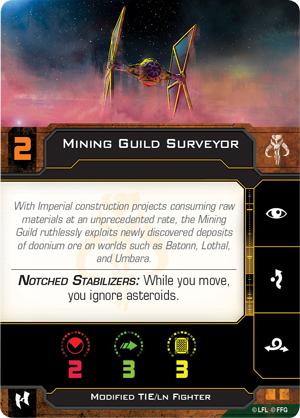 2 Mining Guild Surveyor
With Imperial construction projects consuming raw
materials at an unprecedented rate, the Mining
Guild ruthlessly exploits newly discovered deposits
of doonium ore on worlds such as Batonn, Lothal,
and Umbara.
Notched Stabilizers: While you move,
you ignore asteroids.
2 3 3
Modified TIE/ln Fighter
© LFL © FFG